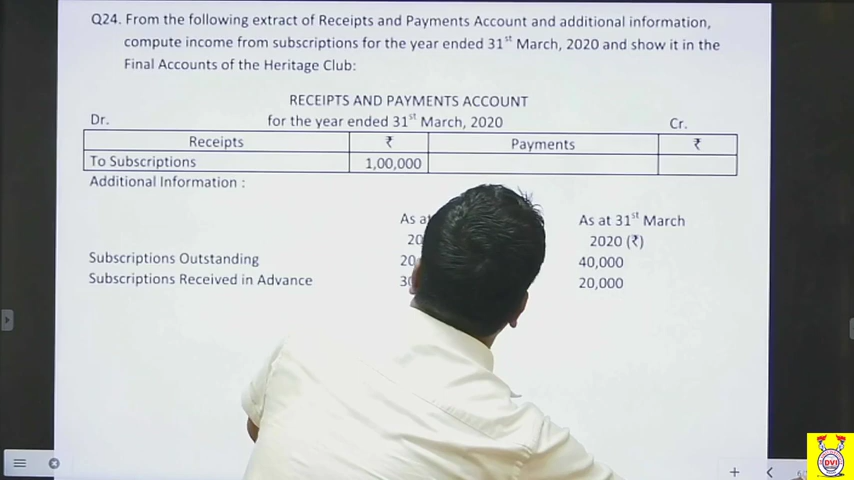 Q24. From the following extract of Receipts and Payments Account and additional information,
compute income from subscriptions for the year ended 31st March, 2020 and show it in the
Final Accounts of the Heritage Club:
RECEIPTS AND PAYMENTS ACCOUNT
Dr. for the year ended 31st March, 2020 Cr.
Receipts ₹ Payments ₹
To Subscriptions 1,00,000
Additional Information :
As at As at 31st March
2020 (₹)
Subscriptions Outstanding 40,000
Subscriptions Received in Advance 20,000
DVI